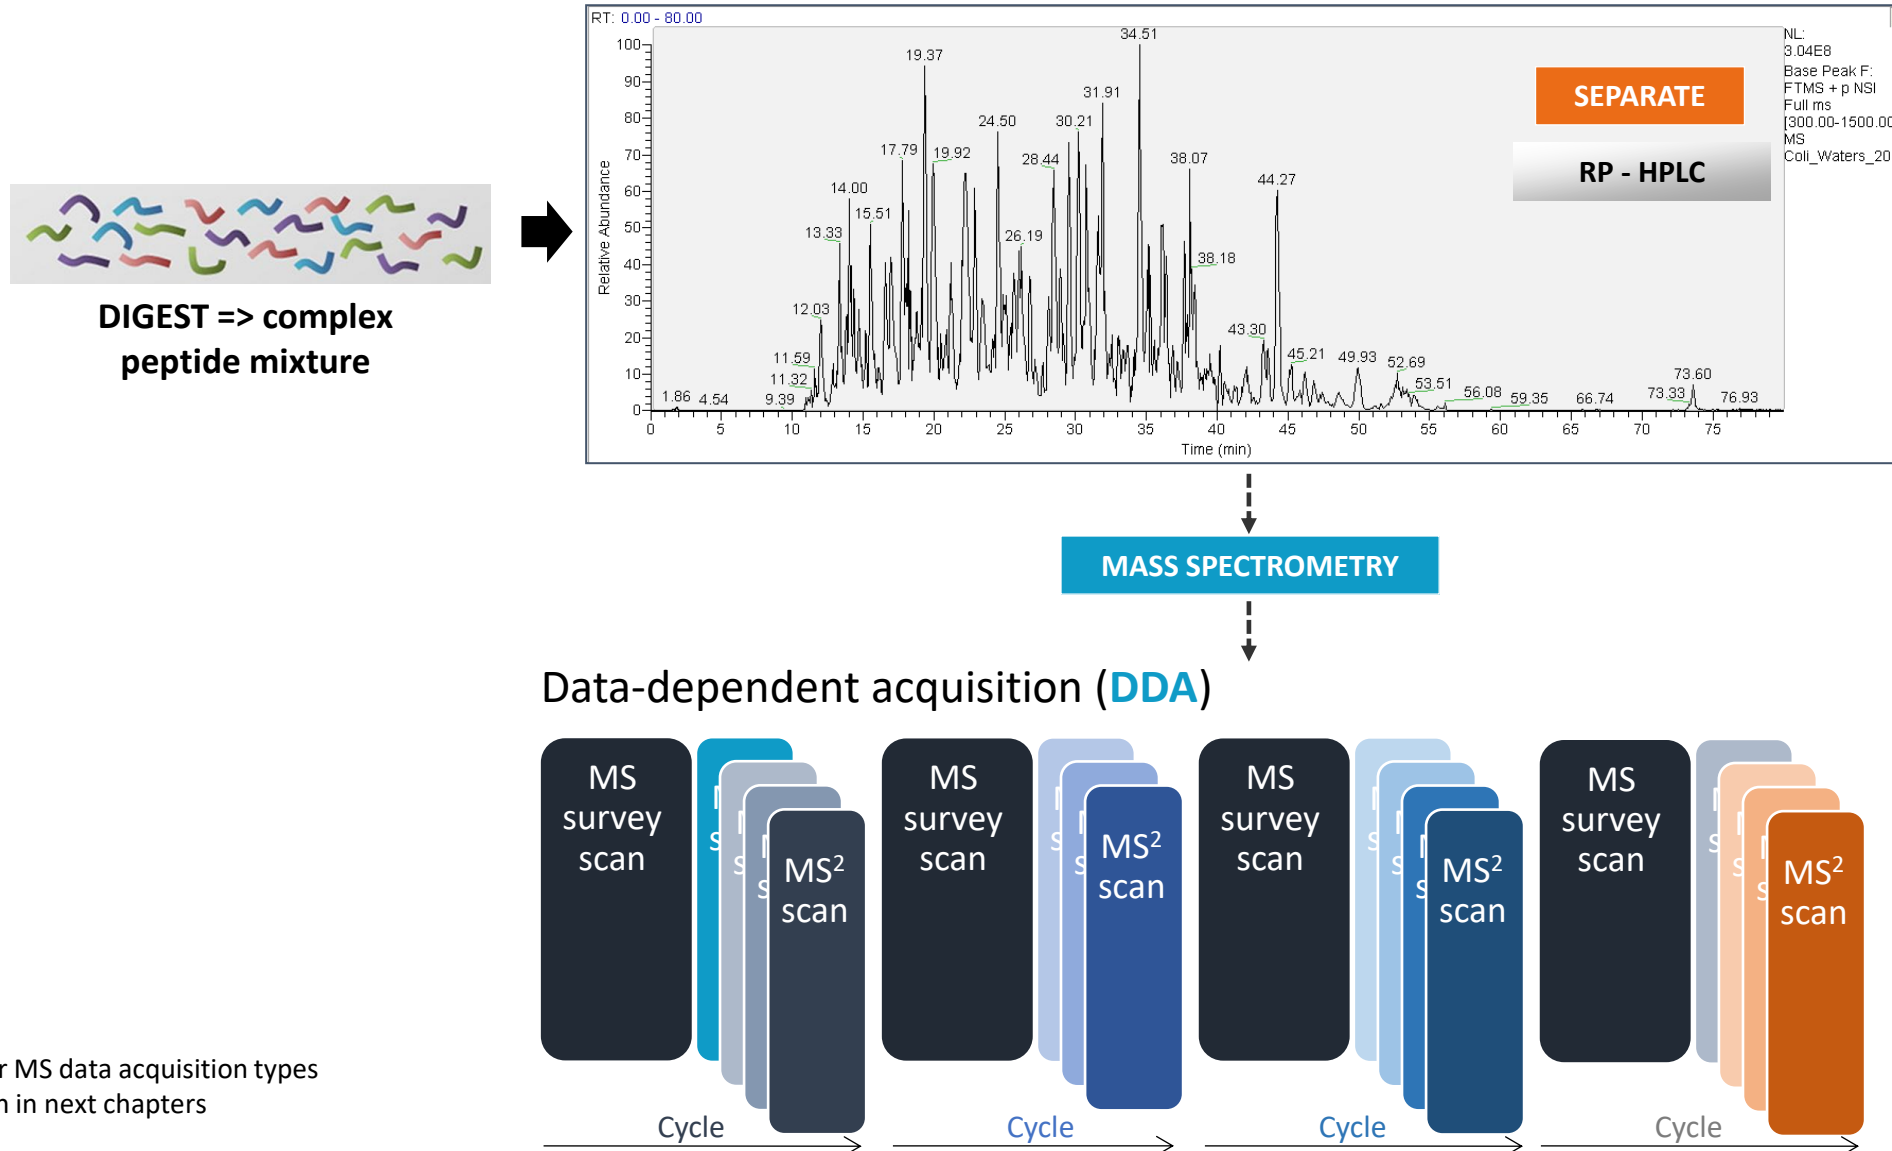 RT: 0.00 - 80.00
SEPARATE
RP - HPLC
NL:
3.04E8
Base Peak F:
FTMS + p NSI
Full ms
[300.00-1500.00
MS
Coli_Waters_20
Relative Abundance
100
90
80
70
60
50
40
30
20
10
0
34.51
19.37
31.91
24.50
30.21
17.79
19.92
28.44
38.07
14.00
44.27
15.51
13.33
26.19
38.18
12.03
43.30
11.59
45.21
49.93
52.69
11.32
53.51
73.60
1.86
4.54
9.39
56.08
59.35
66.74
73.33
76.93
0 5 10 15 20 25 30 35 40 45 50 55 60 65 70 75
Time (min)
DIGEST => complex
peptide mixture
MASS SPECTROMETRY
Data-dependent acquisition (DDA)
MS
survey
scan
MS²
scan
MS
survey
scan
MS²
scan
MS
survey
scan
MS²
scan
MS
survey
scan
MS²
scan
Cycle
Cycle
Cycle
Cycle
MS data acquisition types
in next chapters